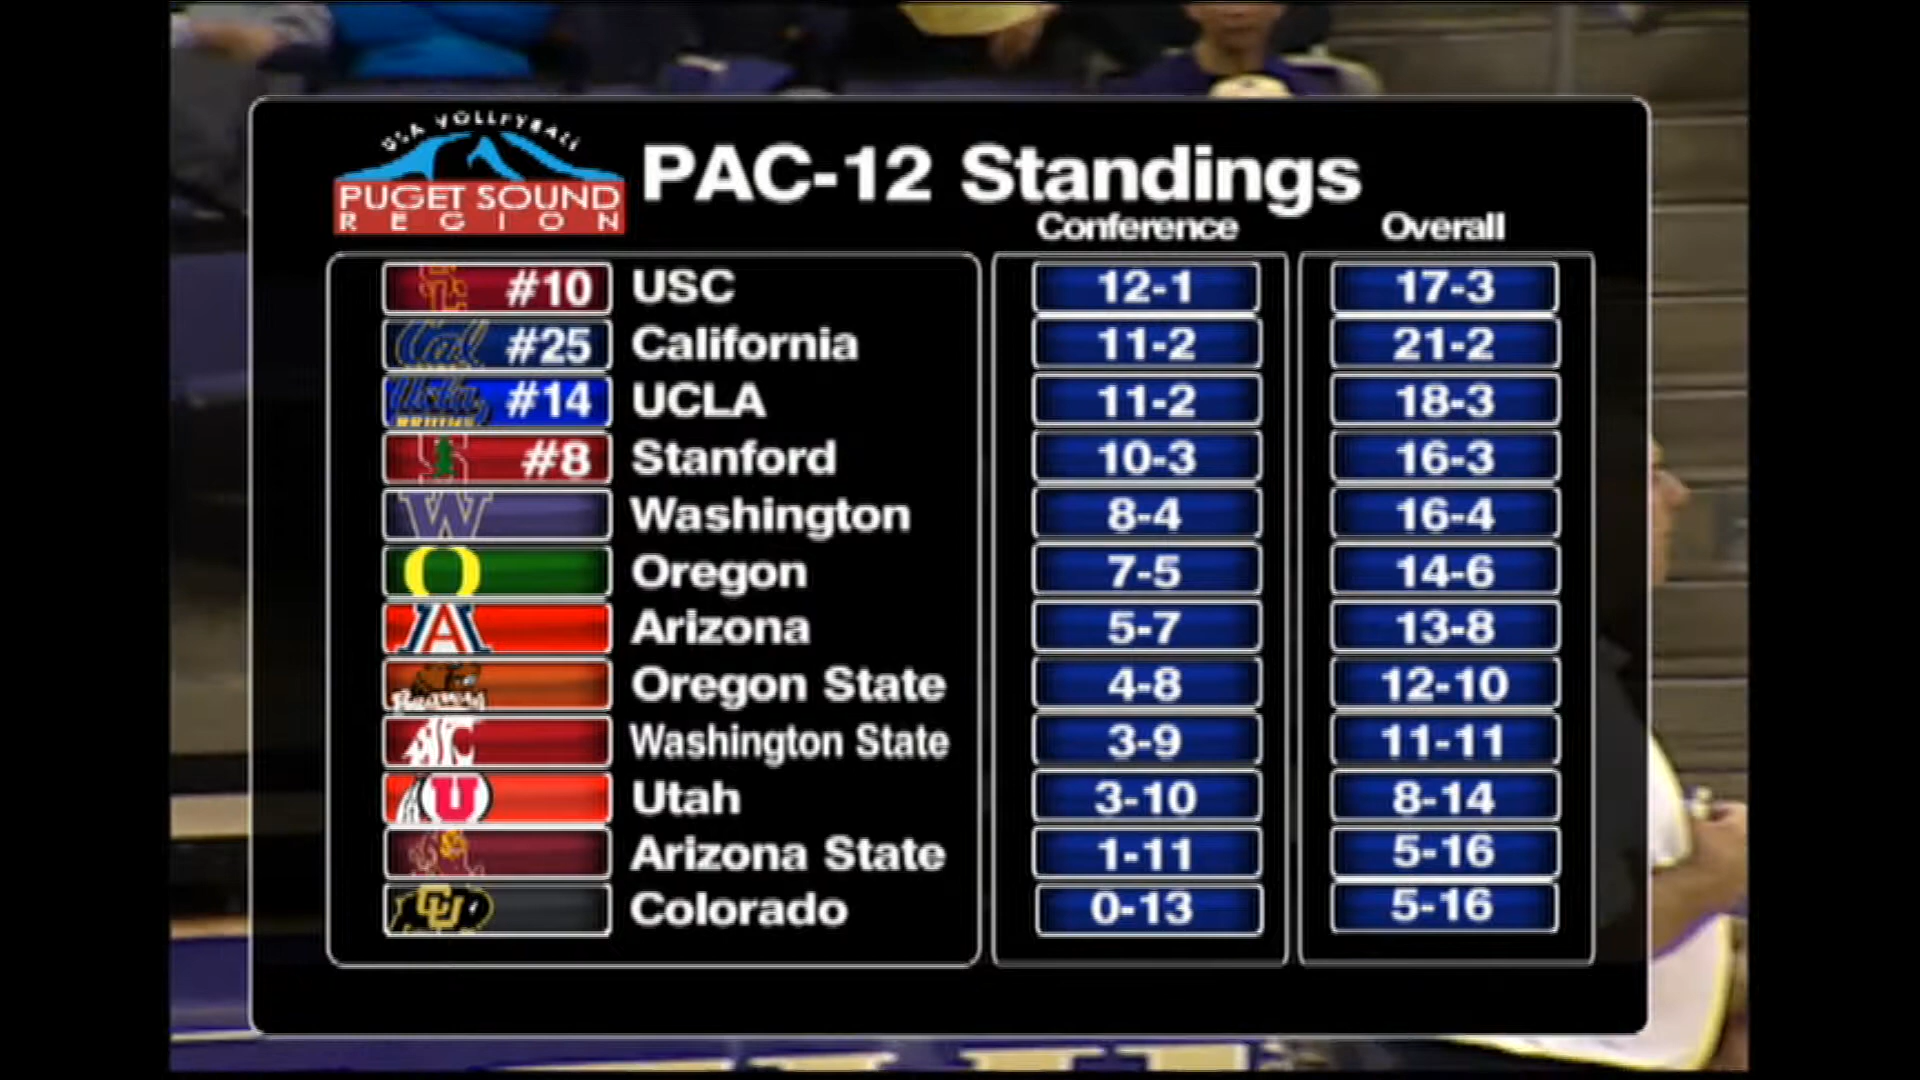 USA VOLLEYBALL
PUGET SOUND
REGION
PAC-12 Standings
Conference Overall
#10 USC 12-1 17-3
Cal #25 California 11-2 21-2
#14 UCLA 11-2 18-3
#8 Stanford 10-3 16-3
W Washington 8-4 16-4
O Oregon 7-5 14-6
A Arizona 5-7 13-8
Oregon State 4-8 12-10
Washington State 3-9 11-11
U Utah 3-10 8-14
Arizona State 1-11 5-16
CU Colorado 0-13 5-16